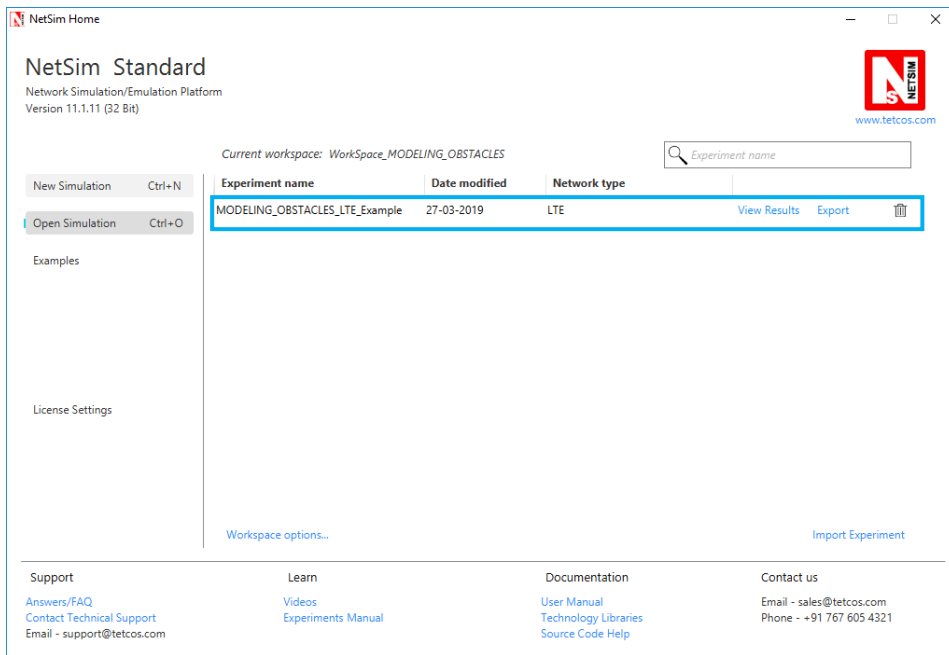 NetSim Home
NetSim Standard
Network Simulation/Emulation Platform
Version 11.1.11 (32 Bit)
NETSIM
NS
www.tetcos.com
Current workspace: WorkSpace_MODELING_OBSTACLES
Experiment name
New Simulation Ctrl+N
Open Simulation Ctrl+O
Examples
License Settings
Experiment name Date modified Network type
MODELING_OBSTACLES_LTE_Example 27-03-2019 LTE View Results Export
Workspace options...
Import Experiment
Support
Answers/FAQ
Contact Technical Support
Email - support@tetcos.com
Learn
Videos
Experiments Manual
Documentation
User Manual
Technology Libraries
Source Code Help
Contact us
Email - sales@tetcos.com
Phone - +91 767 605 4321